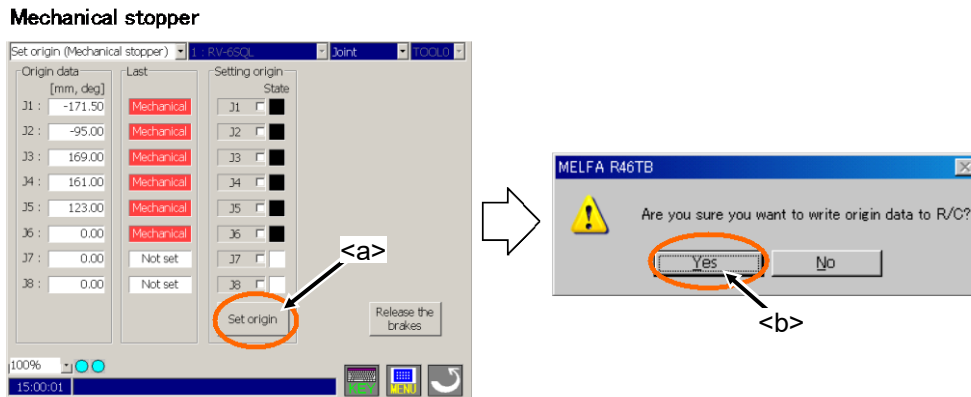 Mechanical stopper
Set origin (Mechanical stopper) 1 : RV-6SQL Joint TOOL0
Origin data Last Setting origin
[mm, deg] State
J1 : -171.50 Mechanical J1
J2 : -95.00 Mechanical J2
J3 : 169.00 Mechanical J3
J4 : 161.00 Mechanical J4
J5 : 123.00 Mechanical J5
J6 : 0.00 Mechanical J6
J7 : 0.00 Not set J7
J8 : 0.00 Not set J8
<a>
Set origin
Release the
brakes
100%
15:00:01
KEY MENU
MELFA R46TB
Are you sure you want to write origin data to R/C?
Yes No
<b>